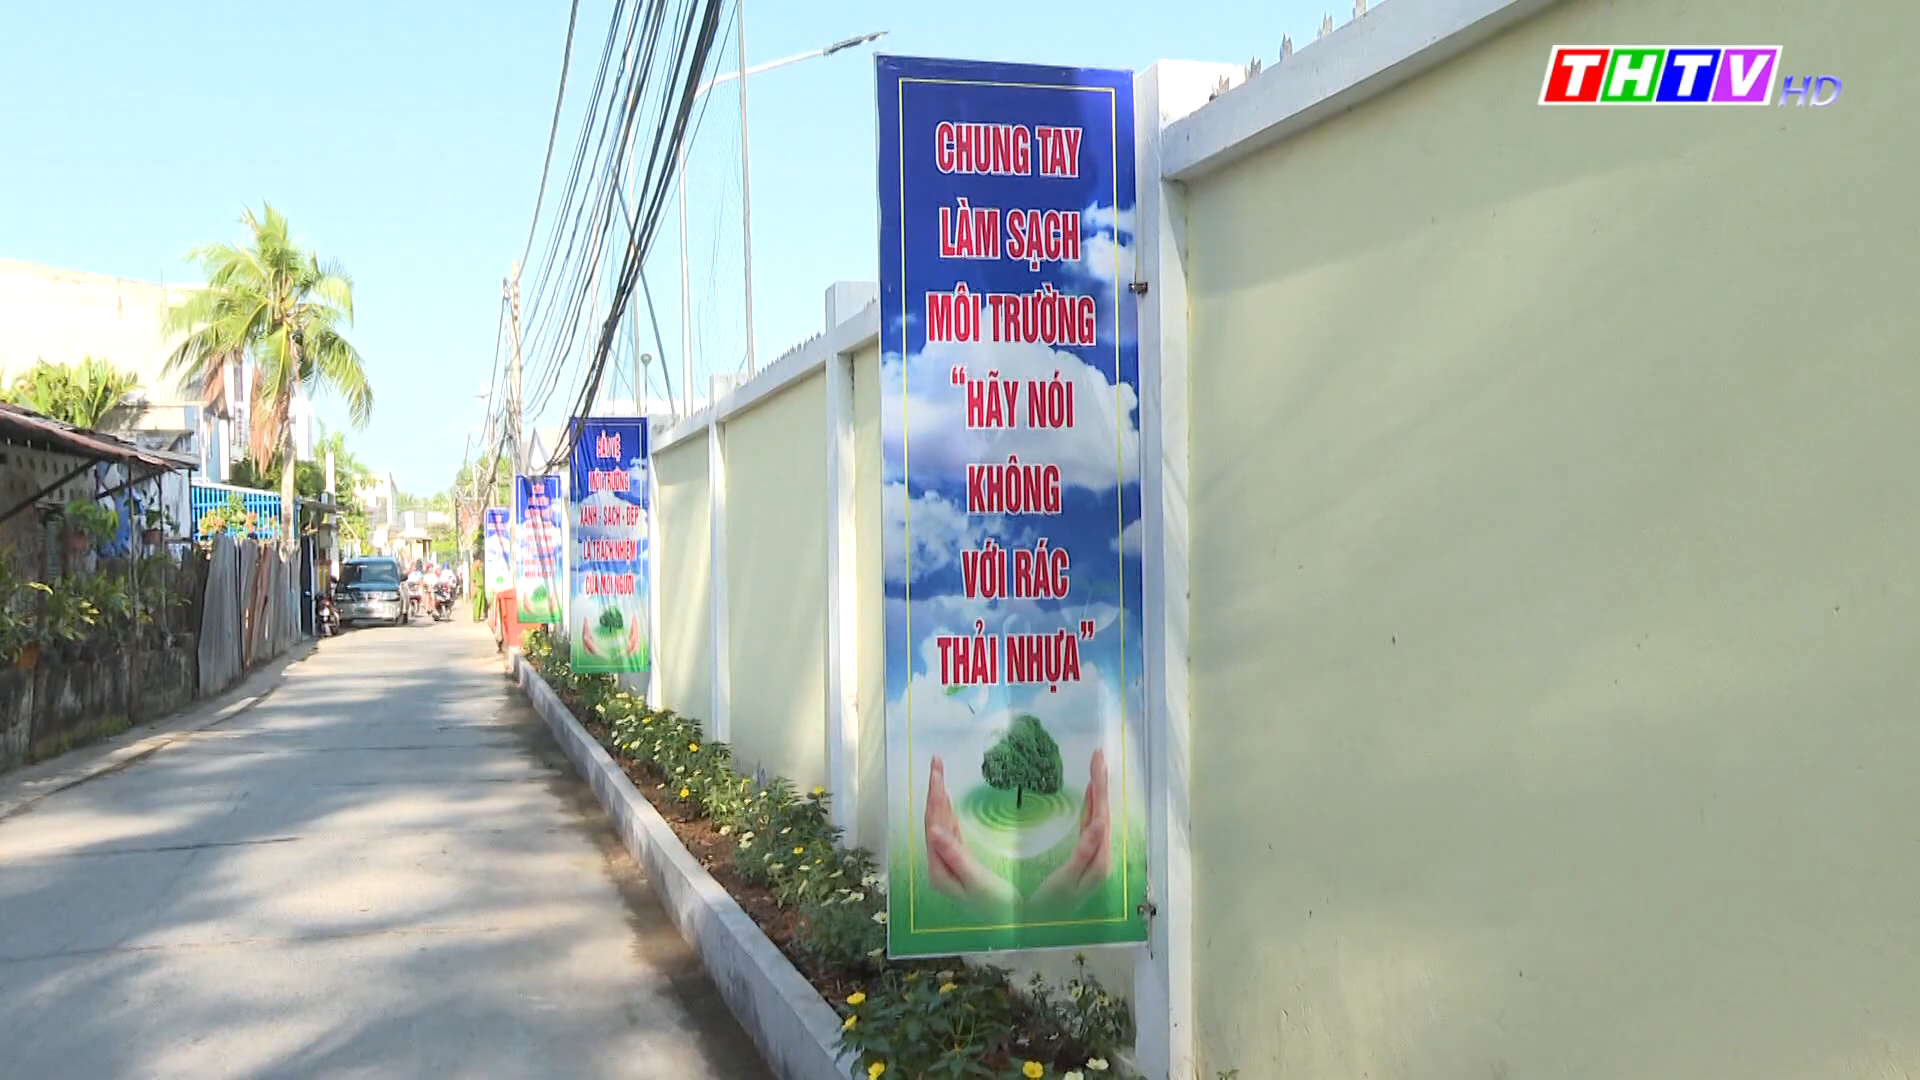 THTV HD
CHUNG TAY
LÀM SẠCH
MÔI TRƯỜNG
“HÃY NÓI
KHÔNG
VỚI RÁC
THẢI NHỰA”
BẢO VỆ
MÔI TRƯỜNG
XANH - SẠCH - ĐẸP
LÀ TRÁCH NHIỆM
CỦA MỌI NGƯỜI